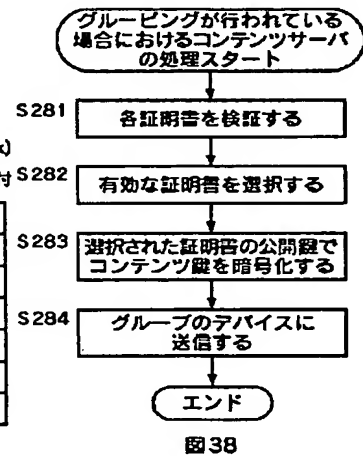 グルーピングが行われている
場合におけるコンテンツサーバ
の処理スタート
S281
各証明書を検証する
x)
付
S282
有効な証明書を選択する
S283
選択された証明書の公開鍵で
コンテンツ鍵を暗号化する
S284
グループのデバイスに
送信する
エンド
図38